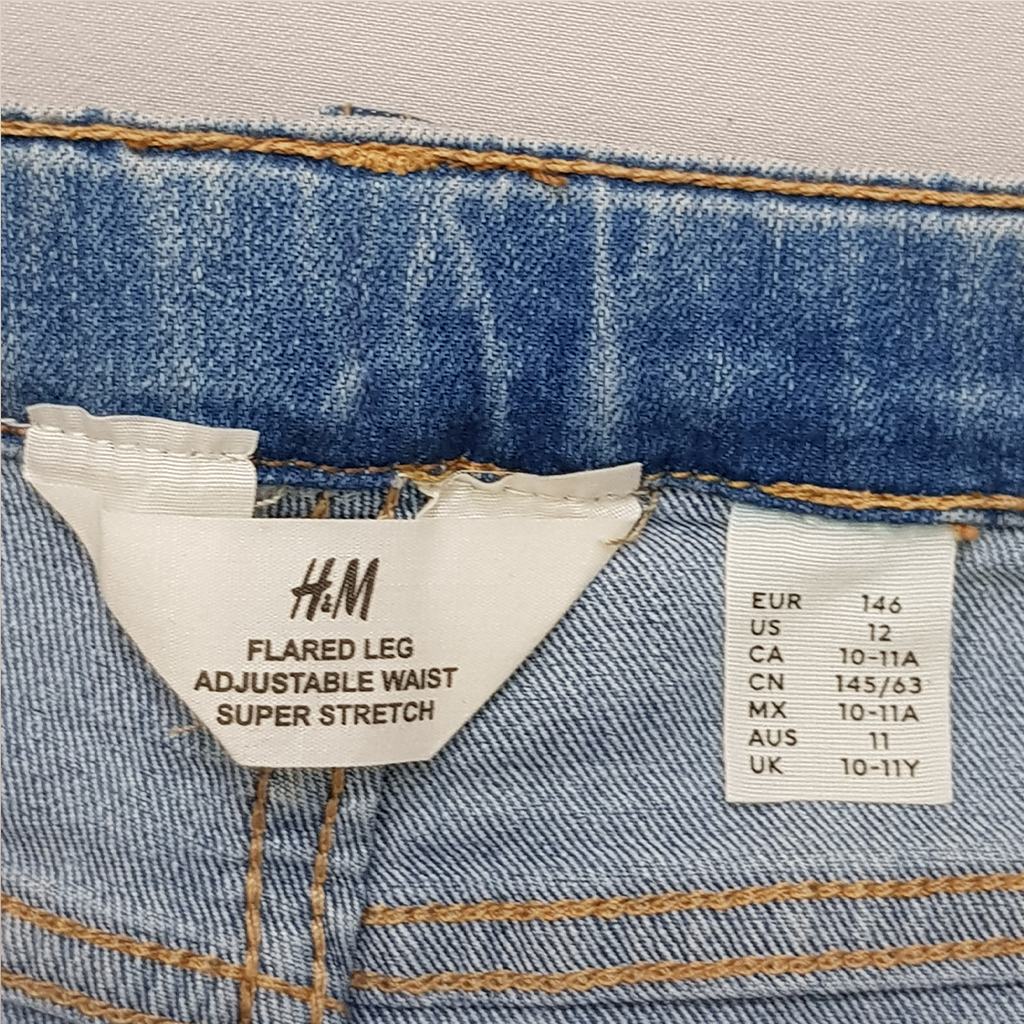 H&M
FLARED LEG
ADJUSTABLE WAIST
SUPER STRETCH
EUR 146
US 12
CA 10-11A
CN 145/63
MX 10-11A
AUS 11
UK 10-11Y